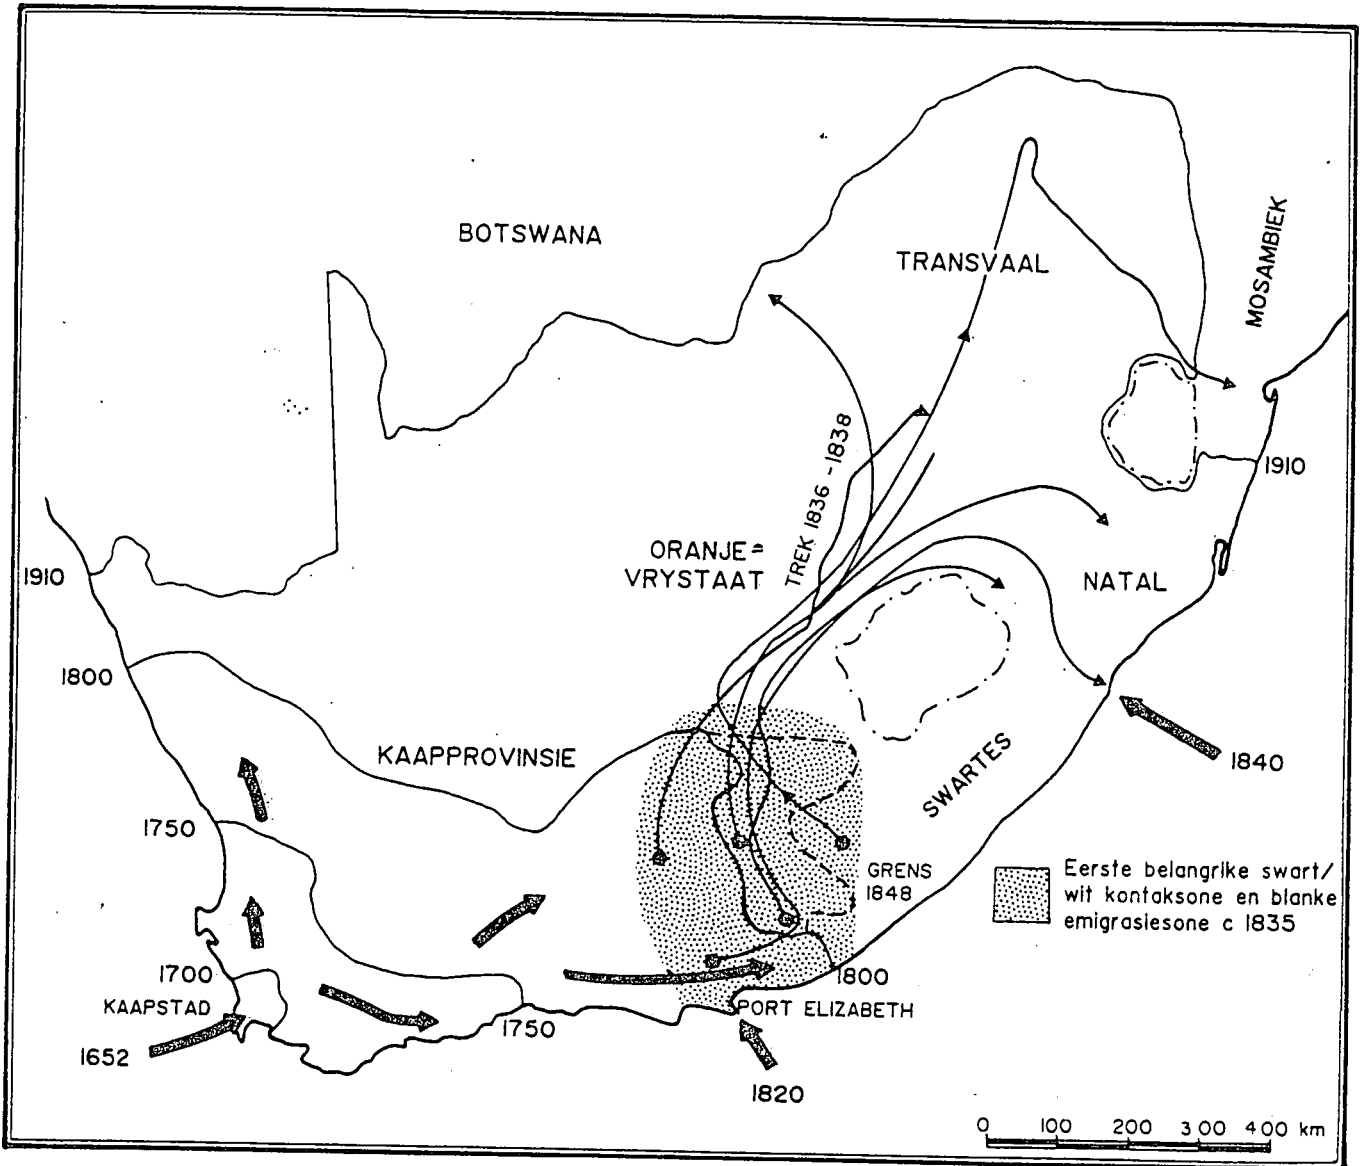 BOTSWANA
TRANSVAAL
MOSAMBIEK
1910
TREK 1836-1838
ORANJE=
VRYSTAAT
NATAL
1910
1800
KAAPPROVINSIE
SWARTES
1840
1750
GRENS
1848
Eerste belangrike swart/
wit kontaksone en blanke
emigrasiesone c 1835
1700
KAAPSTAD
1800
PORT ELIZABETH
1750
1652
1820
0 100 200 300 400 km